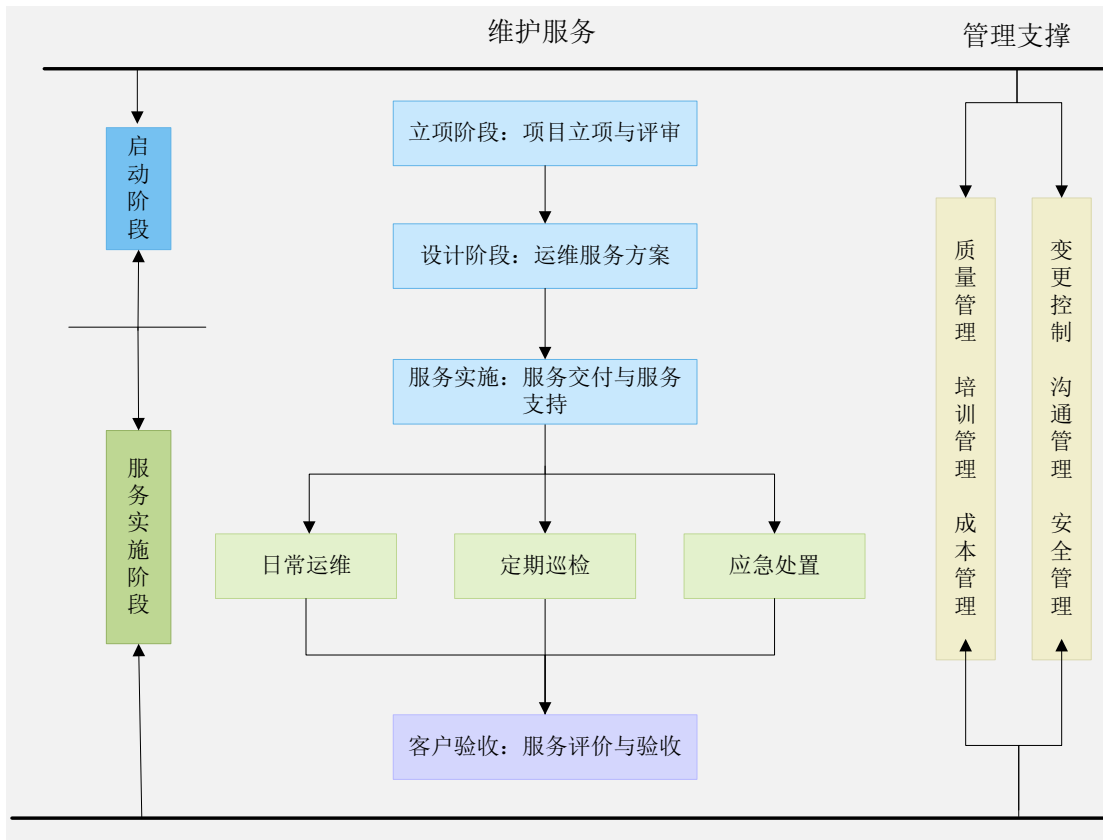 维护服务
管理支撑
启动阶段
服务实施阶段
立项阶段：项目立项与评审
设计阶段：运维服务方案
服务实施：服务交付与服务
支持
日常运维
定期巡检
应急处置
客户验收：服务评价与验收
质量管理 培训管理 成本管理
变更控制 沟通管理 安全管理